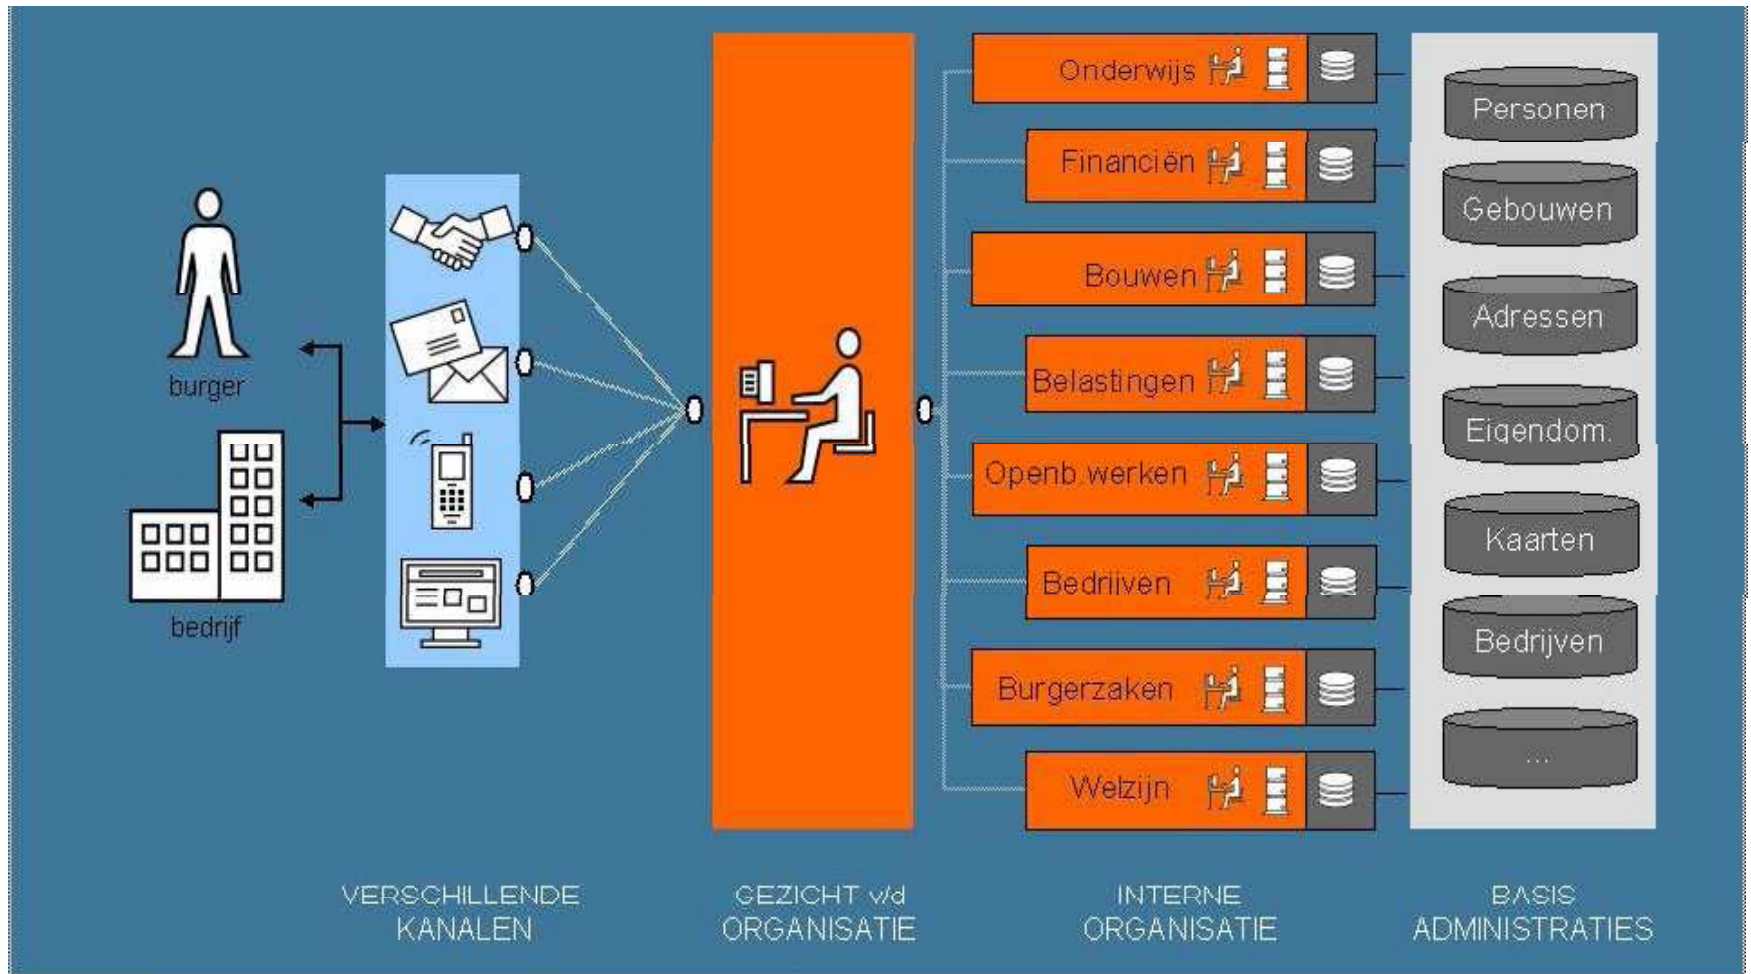 burger
bedrijf
Onderwijs
Financiën
Bouwen
Belastingen
Openb.werken
Bedrijven
Burgerzaken
Welzijn
Personen
Gebouwen
Adressen
Eigendom.
Kaarten
Bedrijven
...
VERSCHILLENDE
KANALEN
GEZICHT v/d
ORGANISATIE
INTERNE
ORGANISATIE
BASIS
ADMINISTRATIES